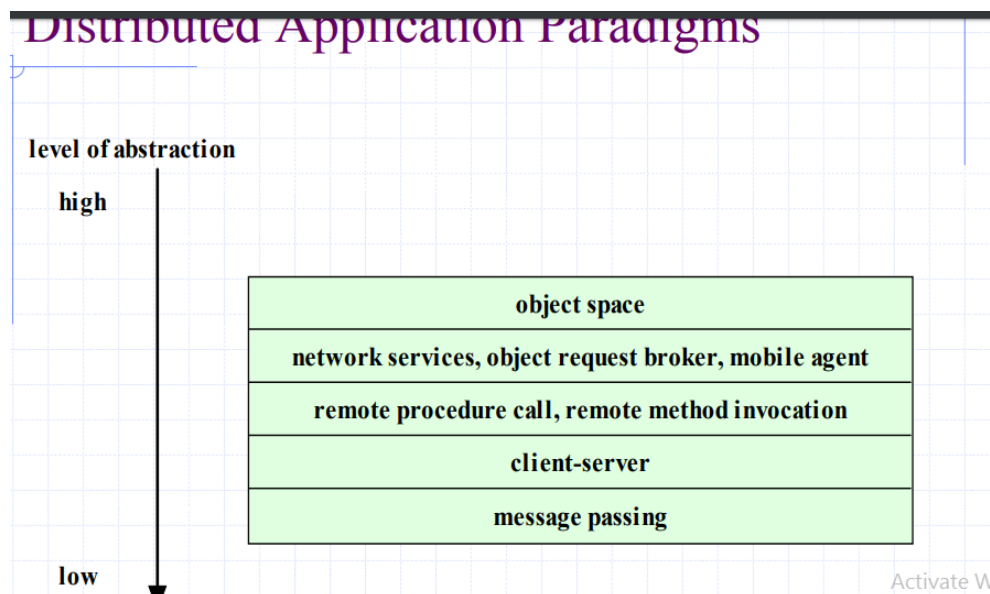 Distributed Application Paradigms
level of abstraction
high
object space
network services, object request broker, mobile agent
remote procedure call, remote method invocation
client-server
message passing
low
Activate W